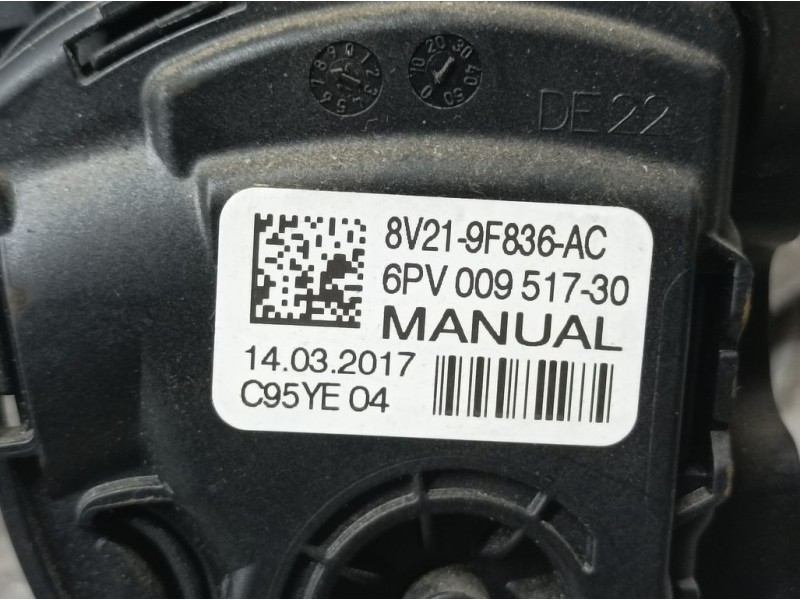 DE22
8V21-9F836-AC
6PV 009 517-30
MANUAL
14.03.2017
C95YE 04